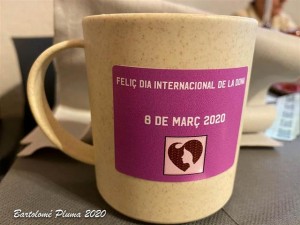 FELIÇ DIA INTERNACIONAL DE LA DONA
8 DE MARÇ 2020
Bartolomé Pluma 2020